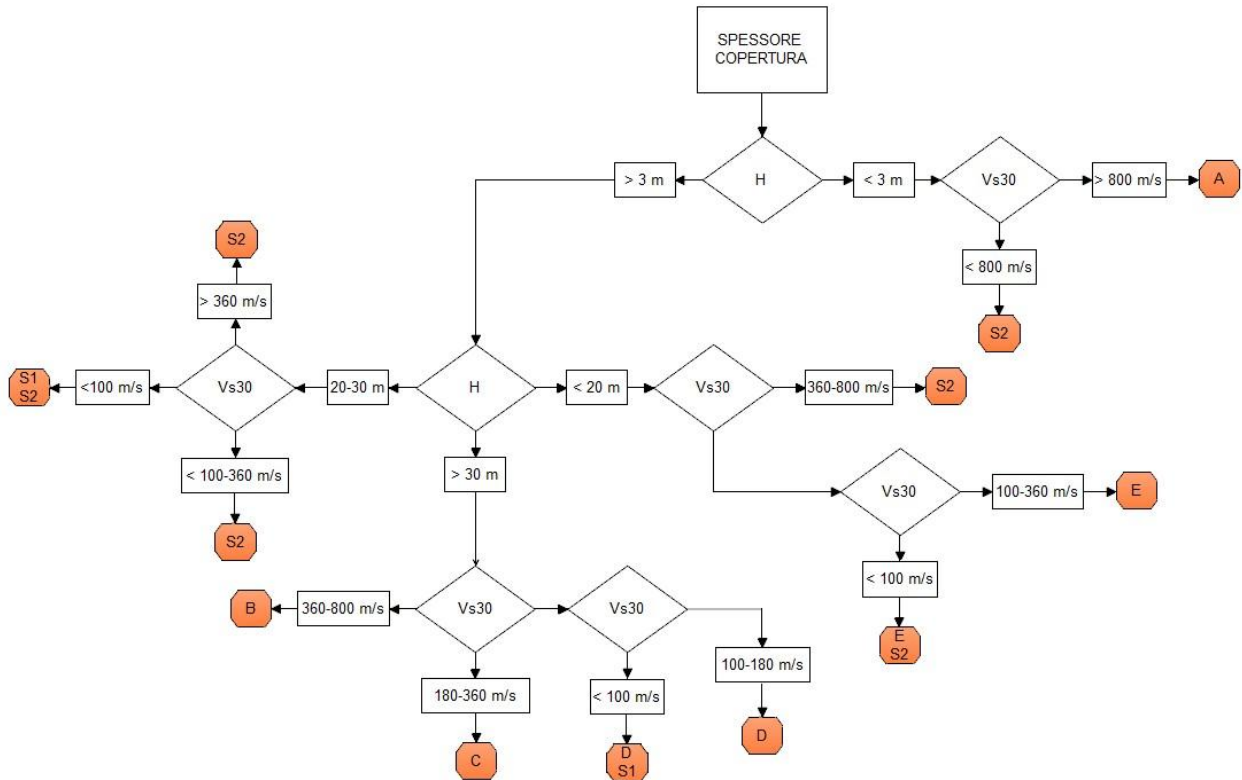 SPESSORE
COPERTURA
> 3 m
H
< 3 m
Vs30
> 800 m/s
A
S2
< 800 m/s
> 360 m/s
S2
S1
S2
<100 m/s
Vs30
20-30 m
H
< 20 m
Vs30
360-800 m/s
S2
< 100-360 m/s
> 30 m
S2
Vs30
100-360 m/s
E
< 100 m/s
B
360-800 m/s
Vs30
Vs30
E
S2
100-180 m/s
180-360 m/s
< 100 m/s
D
C
D
S1